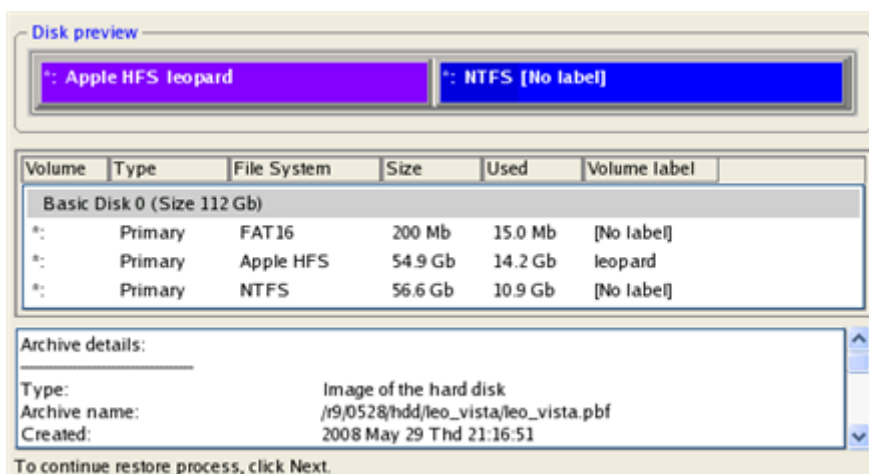 Disk preview
*: Apple HFS leopard *: NTFS [No label]
Volume Type File System Size Used Volume label
Basic Disk 0 (Size 112 Gb)
*: Primary FAT16 200 Mb 15.0 Mb [No label]
*: Primary Apple HFS 54.9 Gb 14.2 Gb leopard
*: Primary NTFS 56.6 Gb 10.9 Gb [No label]
Archive details:
Type: Image of the hard disk
Archive name: /r9/0528/hdd/leo_vista/leo_vista.pbf
Created: 2008 May 29 Thd 21:16:51
To continue restore process, click Next.